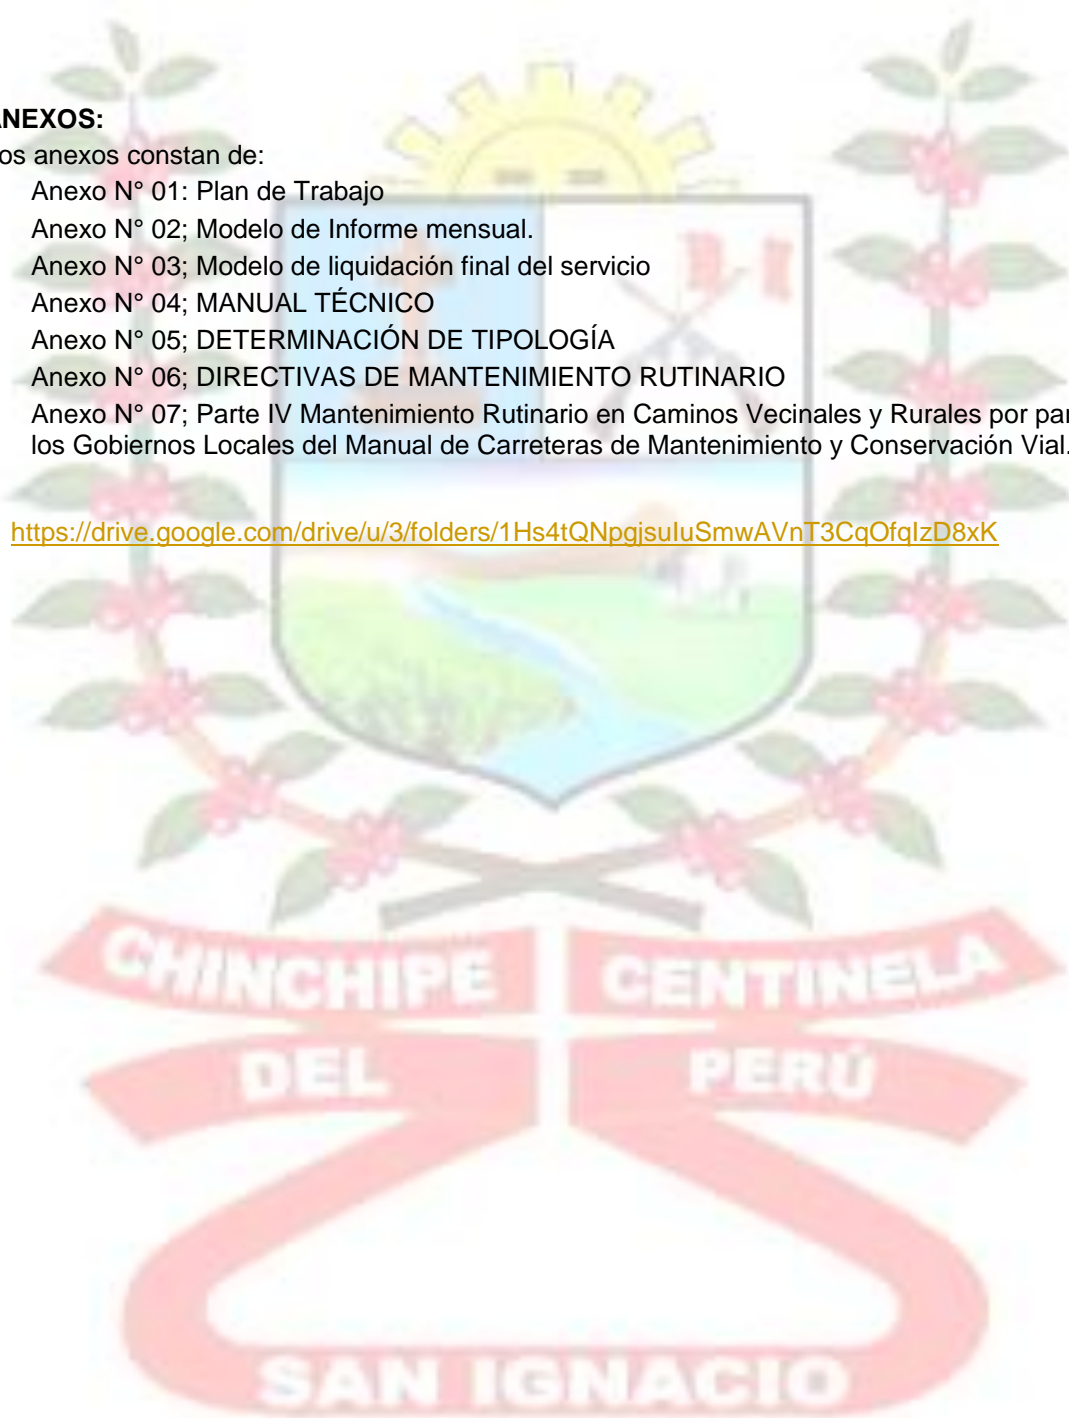 ANEXOS:
os anexos constan de:
Anexo N° 01: Plan de Trabajo
Anexo N° 02; Modelo de Informe mensual.
Anexo N° 03; Modelo de liquidación final del servicio
Anexo N° 04; MANUAL TÉCNICO
Anexo N° 05; DETERMINACIÓN DE TIPOLOGÍA
Anexo N° 06; DIRECTIVAS DE MANTENIMIENTO RUTINARIO
Anexo N° 07; Parte IV Mantenimiento Rutinario en Caminos Vecinales y Rurales por par
los Gobiernos Locales del Manual de Carreteras de Mantenimiento y Conservación Vial.
https://drive.google.com/drive/u/3/folders/1Hs4tQNpgjsuIuSmwAVnT3CqOfqIzD8xK
CHINCHIPE CENTINELA
DEL PERÚ
SAN IGNACIO